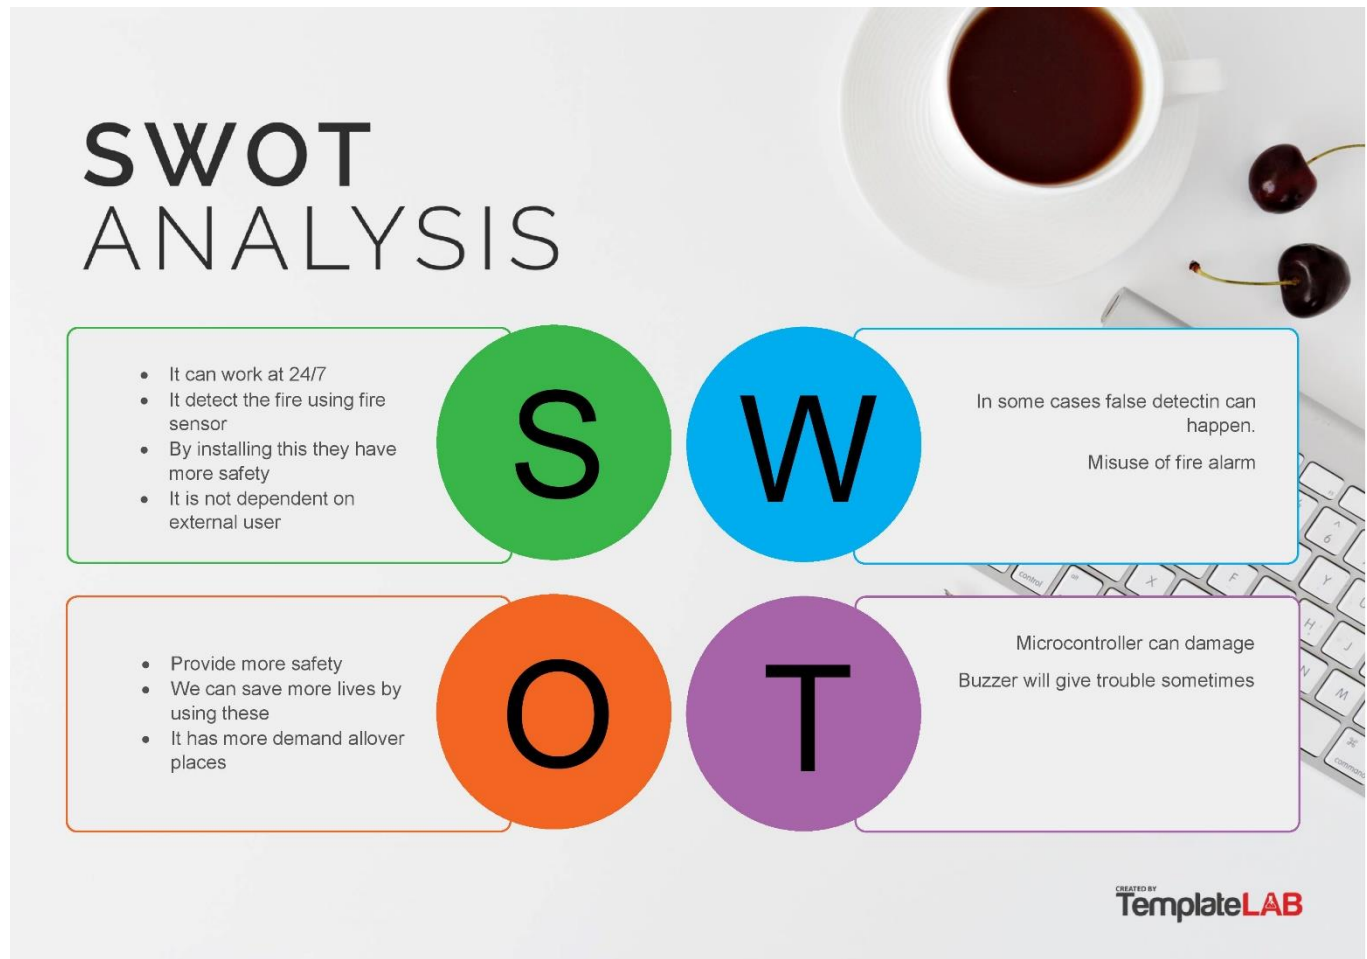 SWOT
ANALYSIS
• It can work at 24/7
• It detect the fire using fire
sensor
• By installing this they have
more safety
• It is not dependent on
external user
S
W
In some cases false detectin can
happen.
Misuse of fire alarm
• Provide more safety
• We can save more lives by
using these
• It has more demand allover
places
O
T
Microcontroller can damage
Buzzer will give trouble sometimes
control
X
F
6
Y
H
J
N
M
⌘
command
CREATED BY
TemplateLAB